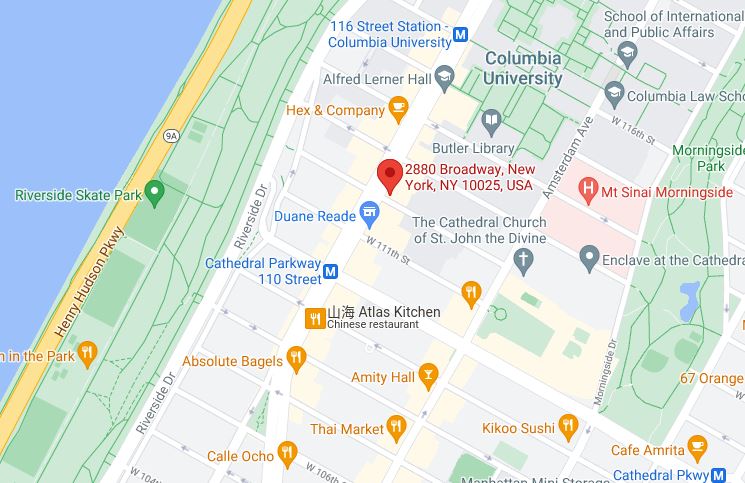 116 Street Station -
Columbia University
M
School of International
and Public Affairs
Columbia
University
Alfred Lerner Hall
Columbia Law Scho
Hex & Company
W 116th St
Butler Library
Amsterdam Ave
Morningside
Park
9A
2880 Broadway, New
York, NY 10025, USA
Riverside Skate Park
H
Mt Sinai Morningside
Riverside Dr
Duane Reade
The Cathedral Church
of St. John the Divine
W 111th St
Enclave at the Cathedra
Cathedral Parkway
110 Street
M
Henry Hudson Pkwy
山海 Atlas Kitchen
Chinese restaurant
n in the Park
Absolute Bagels
Amity Hall
Morningside Dr
67 Orange
Riverside Dr
Thai Market
Kikoo Sushi
Cafe Amrita
Calle Ocho
W 106th St
W 104th
Manhattan Mini Storage
Cathedral Pkwy
M